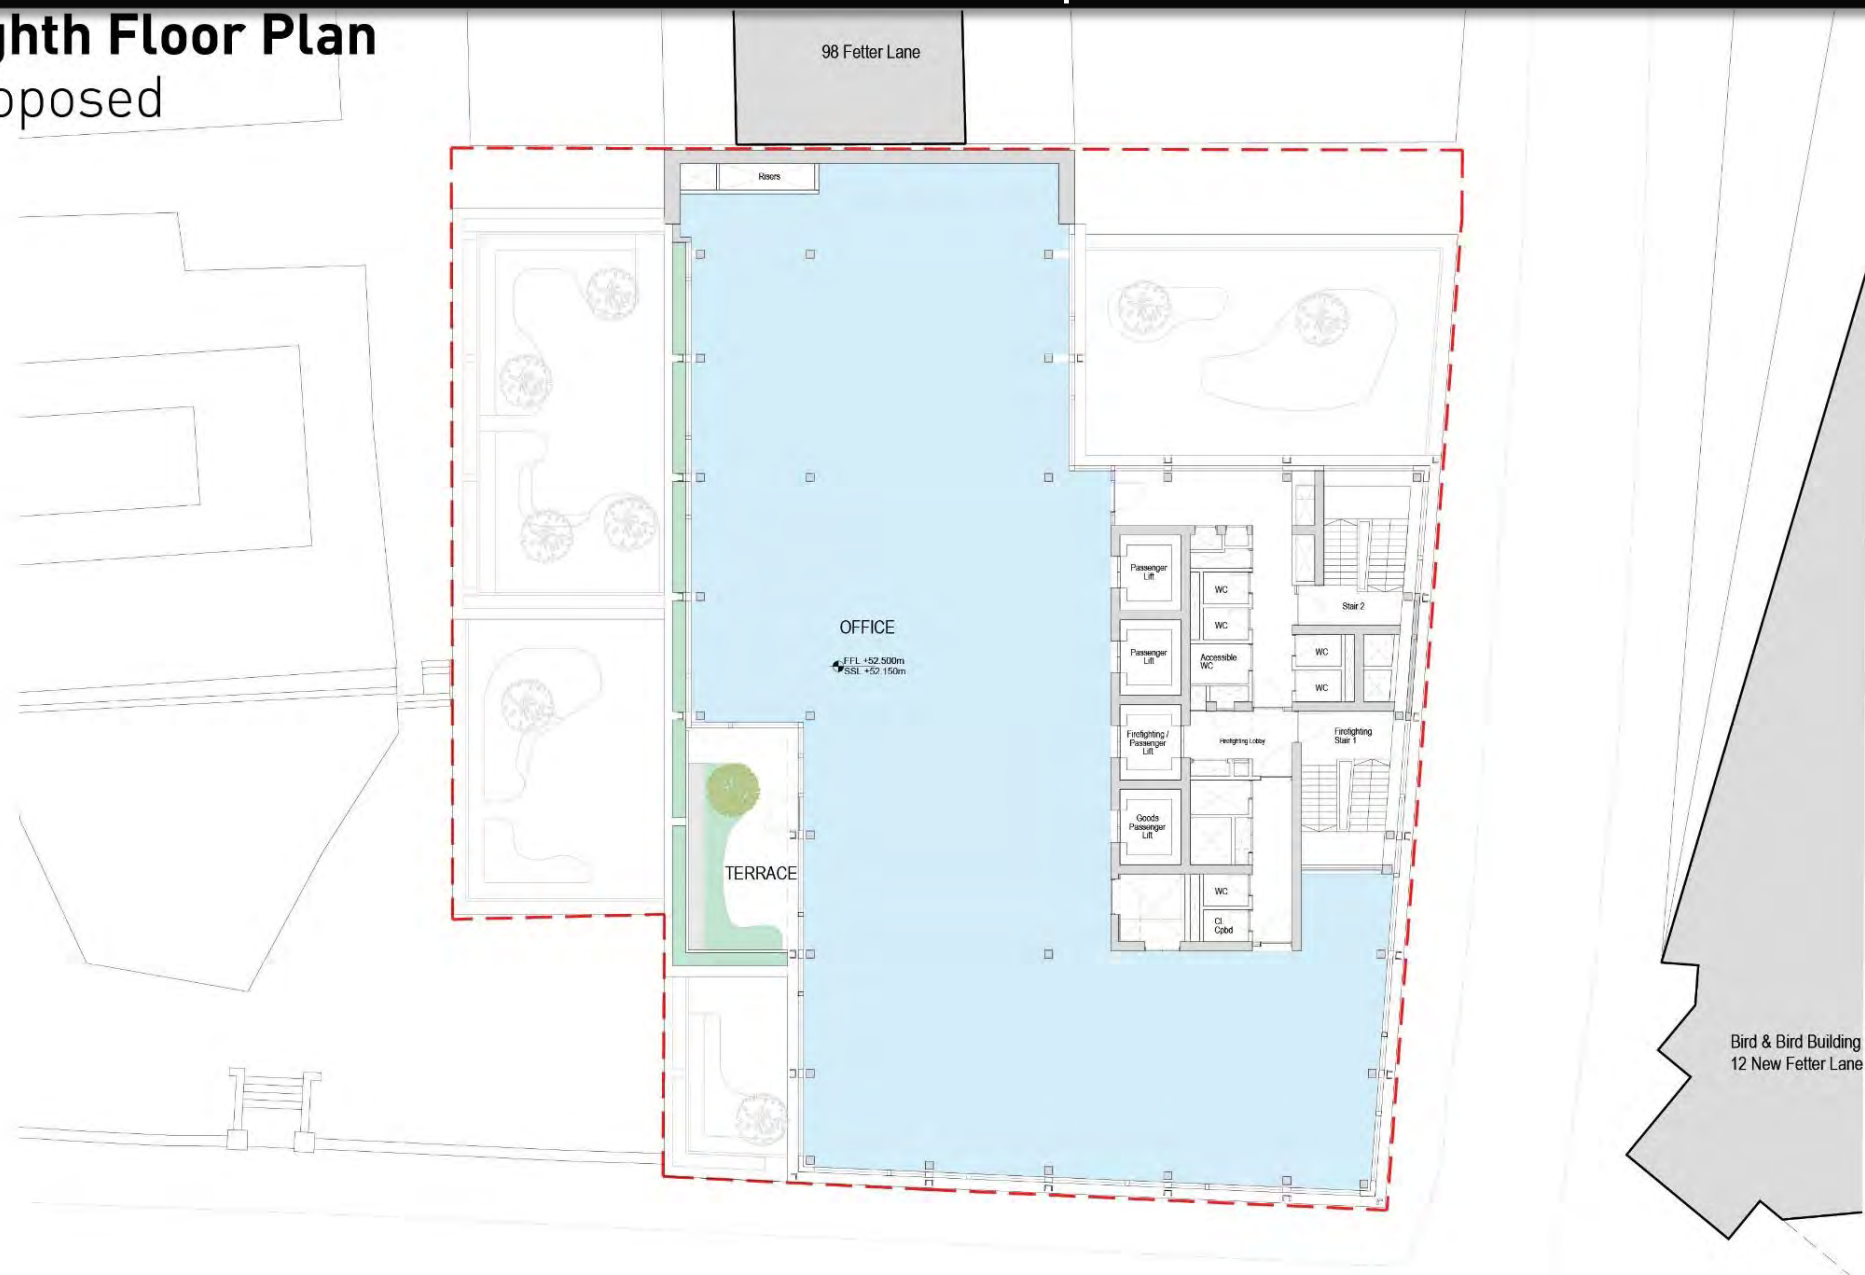 ghth Floor Plan
oposed
98 Fetter Lane
Risers
Passenger
Lift
WC
WC
Stair 2
OFFICE
FFL +52.500m
SSL +52.150m
Passenger
Lift
Accessible
WC
WC
WC
Firefighting /
Passenger
Lift
Firefighting Lobby
Firefighting
Stair 1
Goods
Passenger
Lift
TERRACE
WC
Cl.
Cpbd
Bird & Bird Building
12 New Fetter Lane